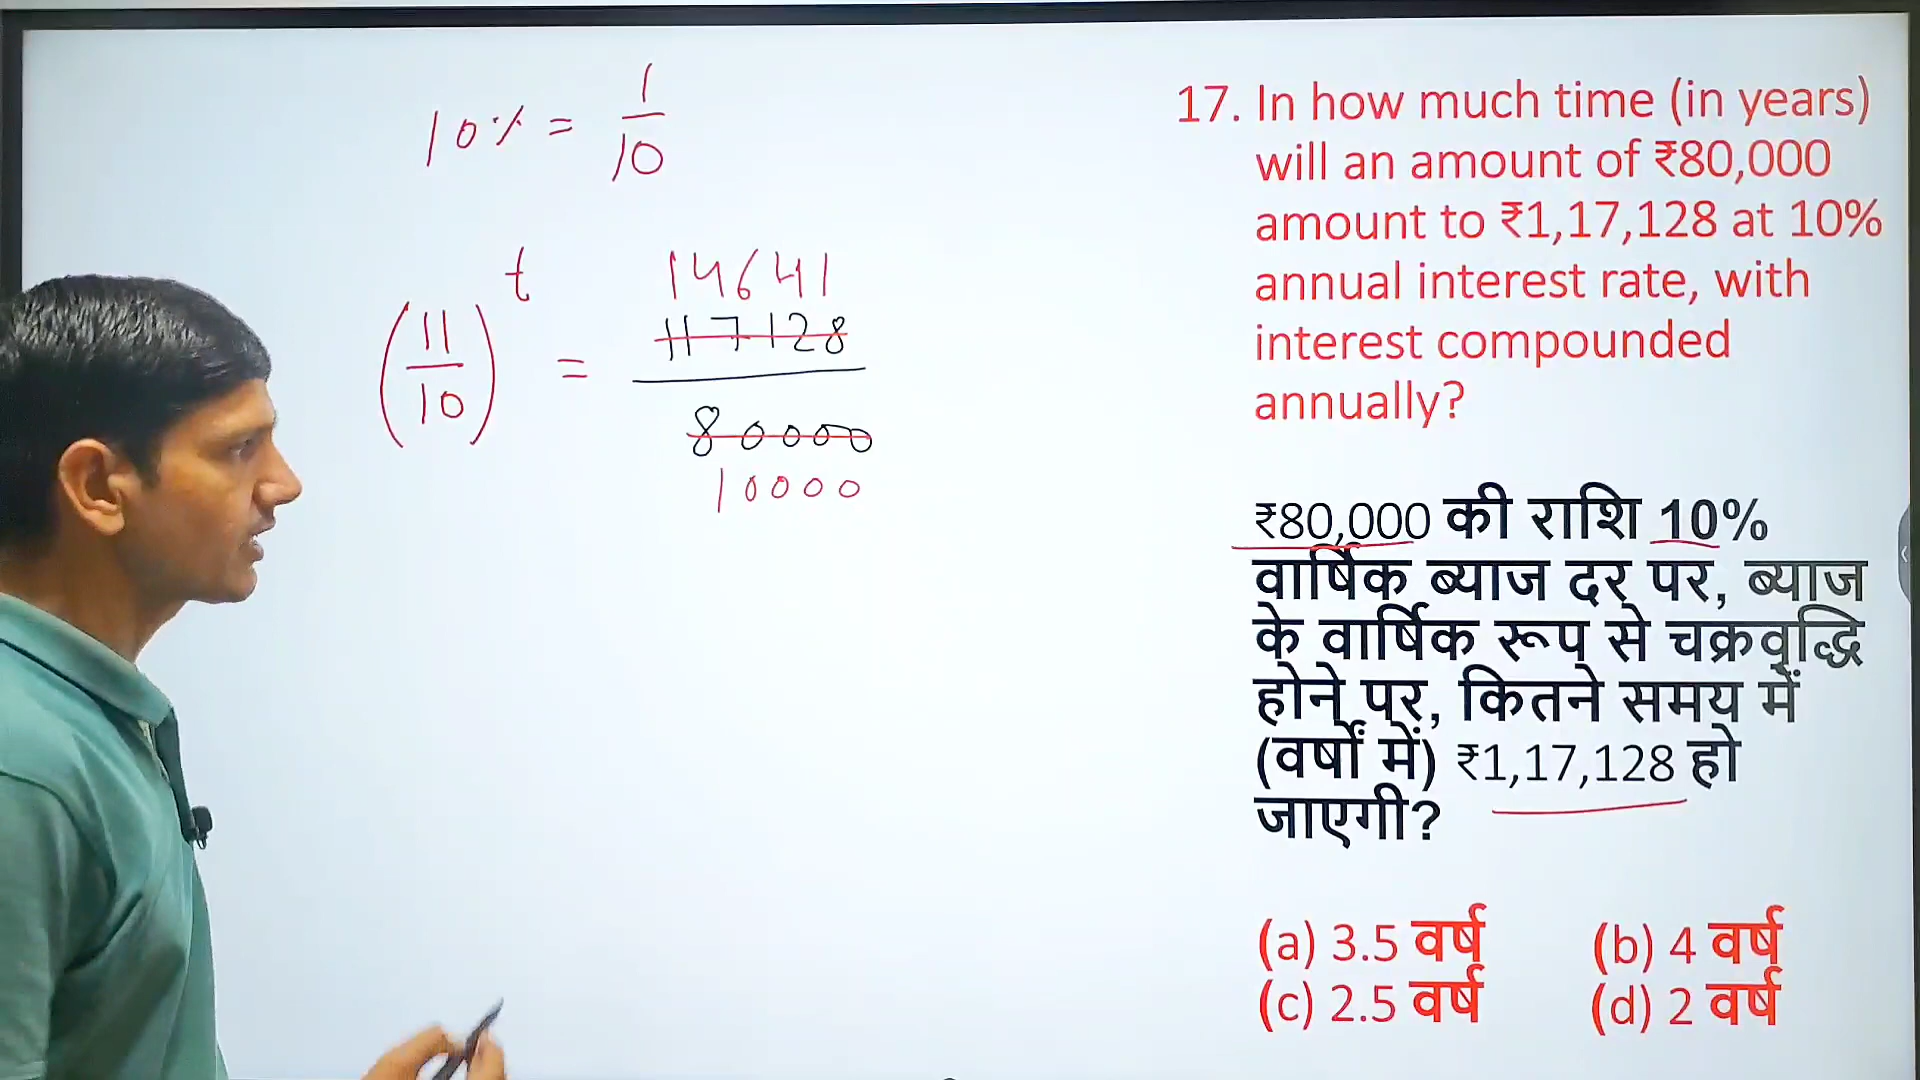 10% = 1/10
(11/10)^t = 14641
117128
80000
10000
17. In how much time (in years)
will an amount of ₹80,000
amount to ₹1,17,128 at 10%
annual interest rate, with
interest compounded
annually?
₹80,000 की राशि 10%
वार्षिक ब्याज दर पर, ब्याज
के वार्षिक रूप से चक्रवृद्धि
होने पर, कितने समय में
(वर्षों में) ₹1,17,128 हो
जाएगी?
(a) 3.5 वर्ष (b) 4 वर्ष
(c) 2.5 वर्ष (d) 2 वर्ष